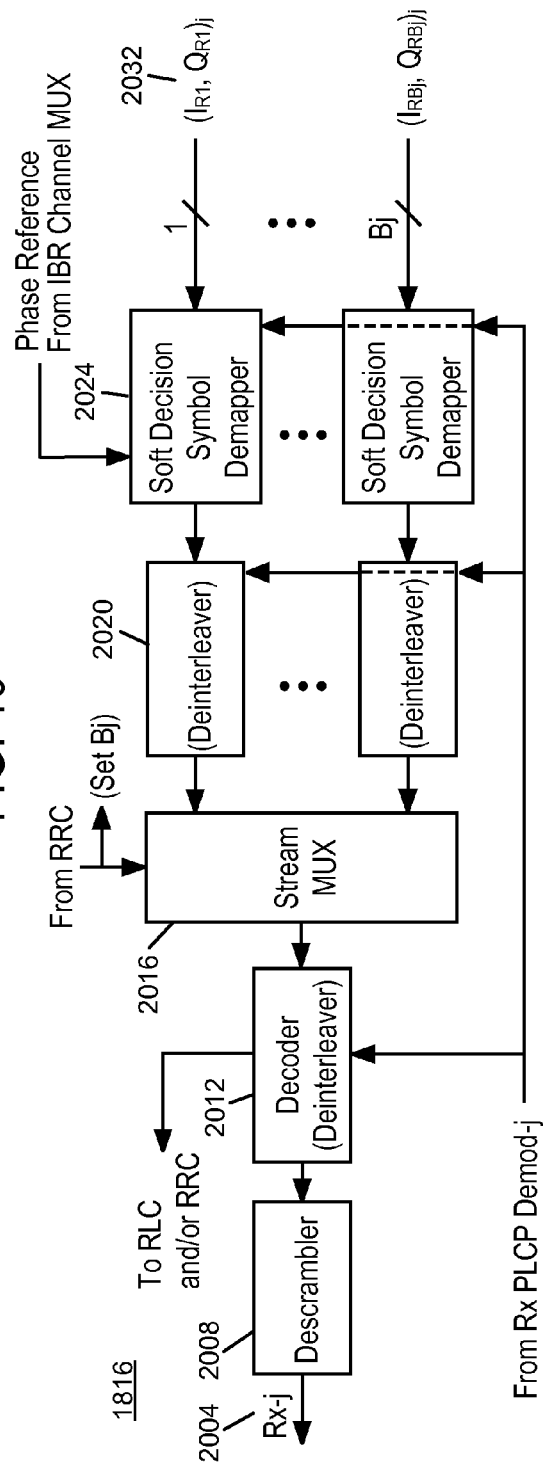 1816
2004
Rx-j
2008
Descrambler
To RLC
and/or RRC
2012
Decoder
(Deinterleaver)
2016
From RRC
(Set Bj)
Stream
MUX
2020
(Deinterleaver)
(Deinterleaver)
2024
Phase Reference
From IBR Channel MUX
Soft Decision
Symbol
Demapper
Soft Decision
Symbol
Demapper
1
Bj
2032
(IR1, QR1)j
(IRBj, QRBj)j
From Rx PLCP Demod-j